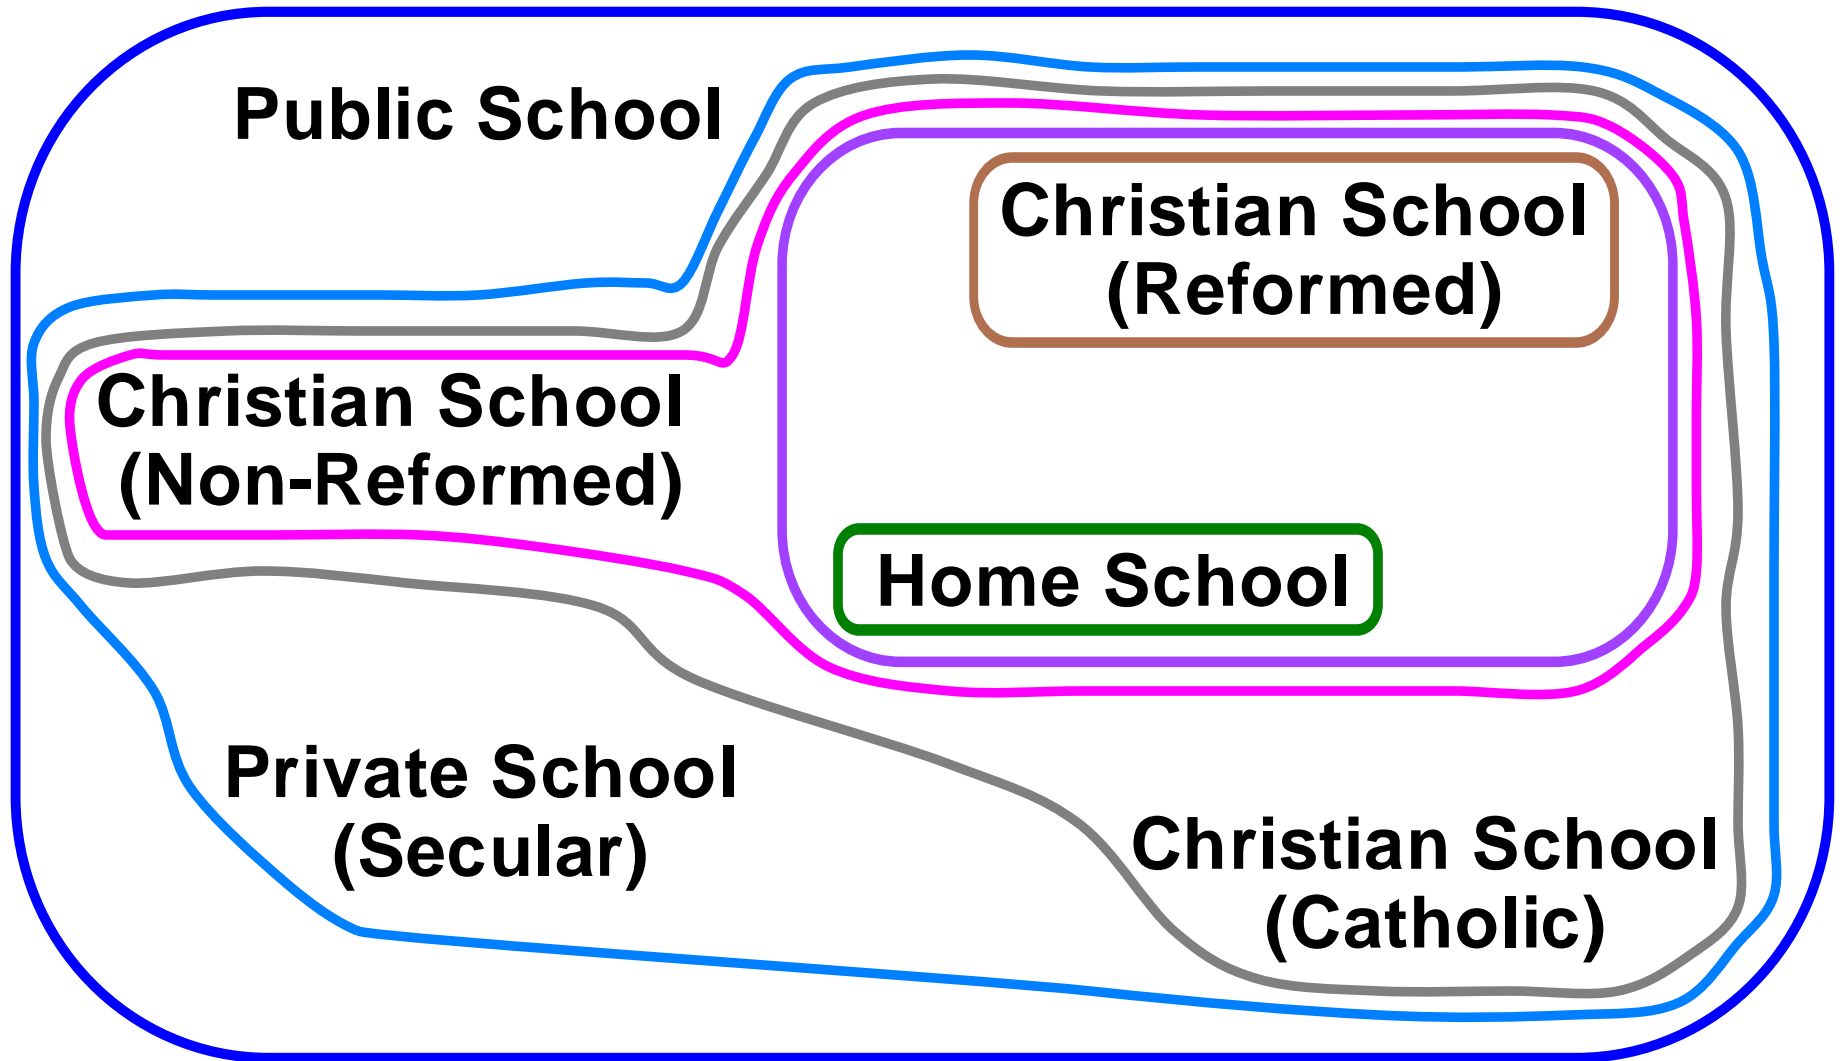 Public School
Christian School
(Reformed)
Christian School
(Non-Reformed)
Home School
Private School
(Secular)
Christian School
(Catholic)